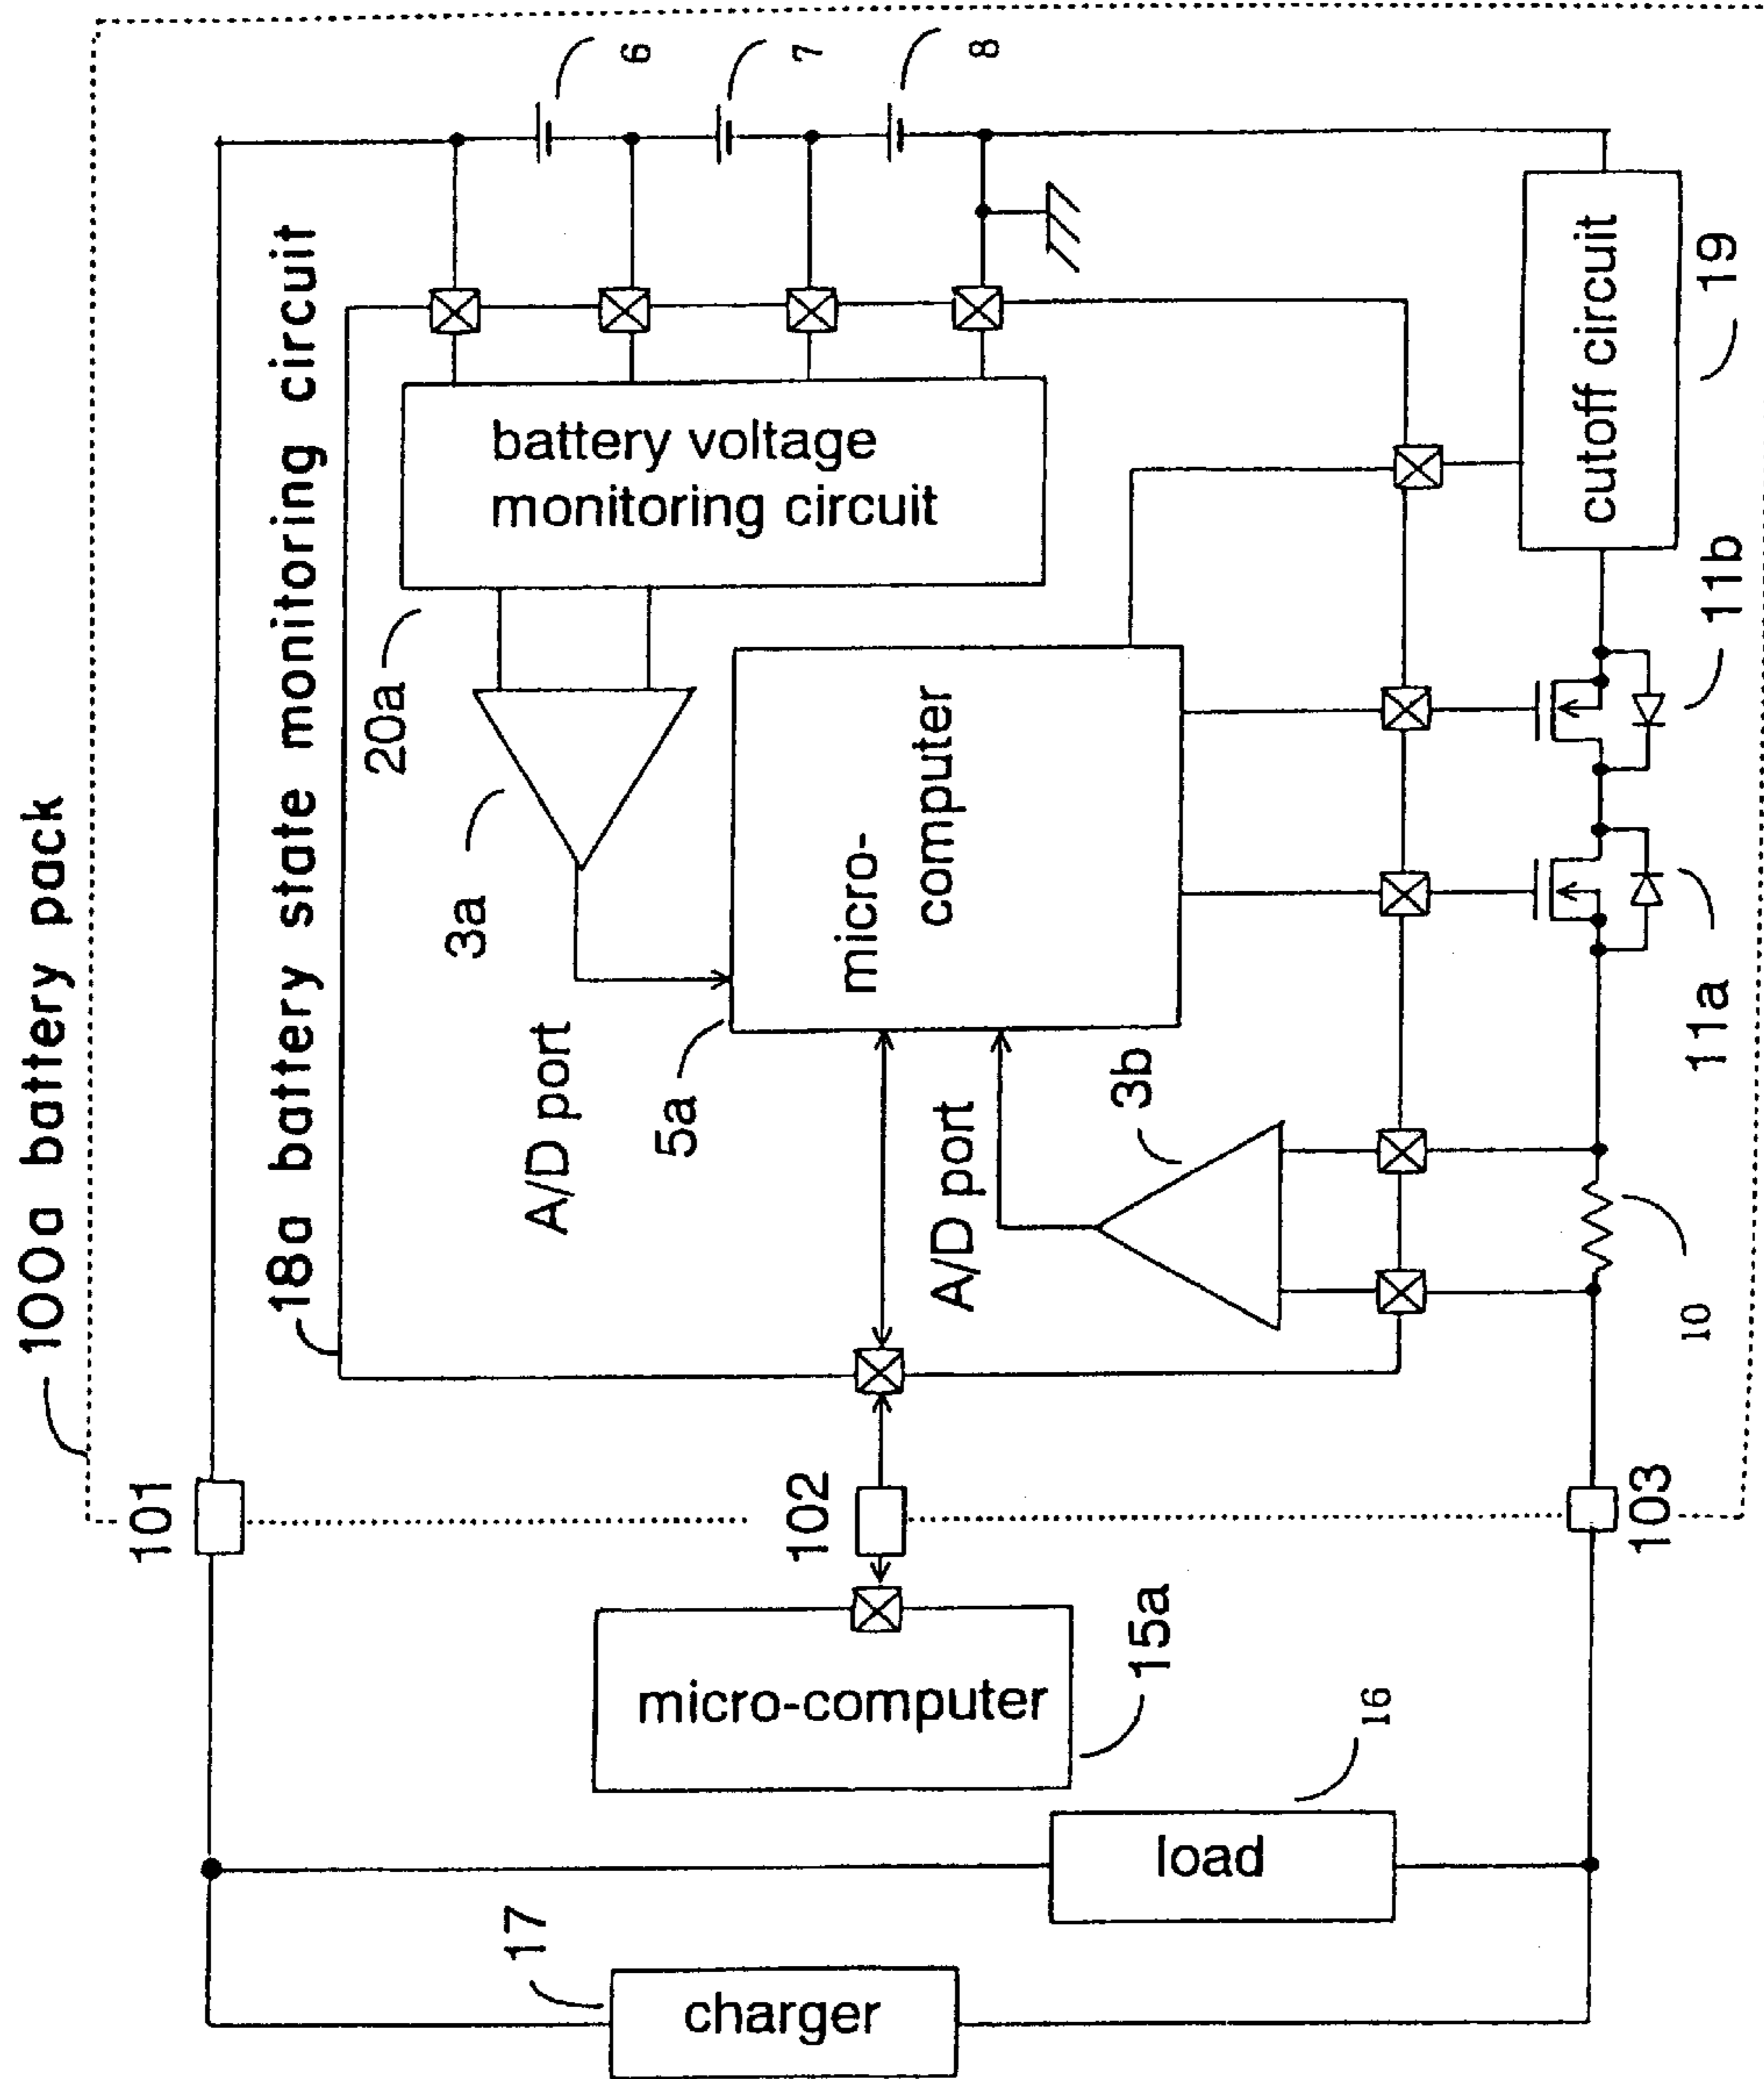 100a battery pack
18a battery state monitoring circuit
6
7
8
20a
battery voltage
monitoring circuit
3a
A/D port
5a
micro-
computer
A/D port
3b
cutoff circuit
19
11b
11a
10
101
102
103
micro-computer
15a
load
16
17
charger